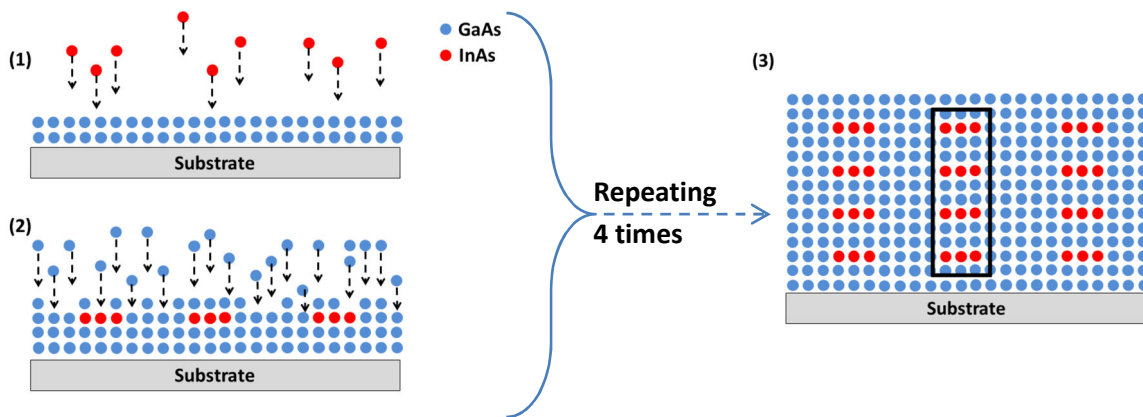 (1)
GaAs
InAs
Substrate
(2)
Substrate
Repeating
4 times
(3)
Substrate